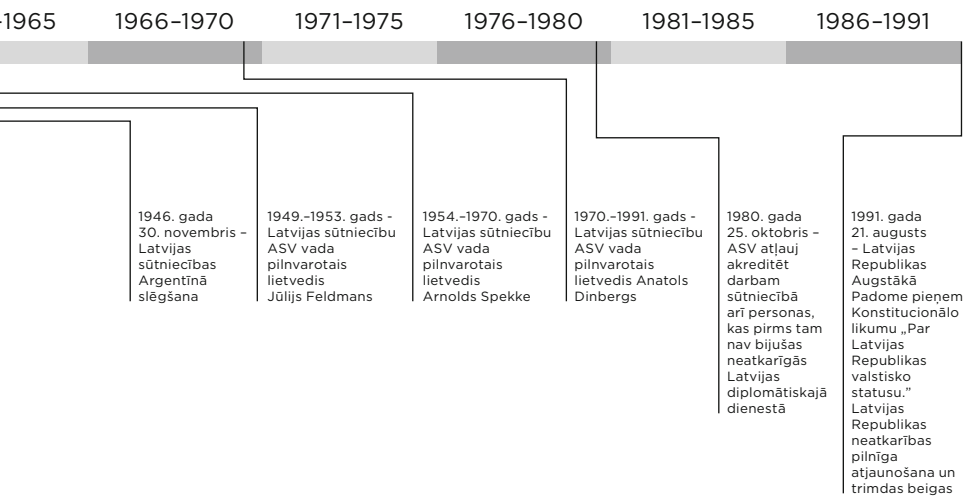 -1965
1966–1970
1971–1975
1976–1980
1981–1985
1986–1991
1946. gada
30. novembris –
Latvijas
sūtniecības
Argentīnā
slēgšana
1949.–1953. gads -
Latvijas sūtniecību
ASV vada
pilnvarotais
lietvedis
Jūlijs Feldmans
1954.–1970. gads -
Latvijas sūtniecību
ASV vada
pilnvarotais
lietvedis
Arnolds Spekke
1970.–1991. gads -
Latvijas sūtniecību
ASV vada
pilnvarotais
lietvedis Anatols
Dinbergs
1980. gada
25. oktobris –
ASV atļauj
akreditēt
darbam
sūtniecībā
arī personas,
kas pirms tam
nav bijušas
neatkarīgās
Latvijas
diplomātiskajā
dienestā
1991. gada
21. augusts
– Latvijas
Republikas
Augstākā
Padome pieņem
Konstitucionālo
likumu „Par
Latvijas
Republikas
valstisko
statusu.”
Latvijas
Republikas
neatkarības
pilnīga
atjaunošana un
trimdas beigas